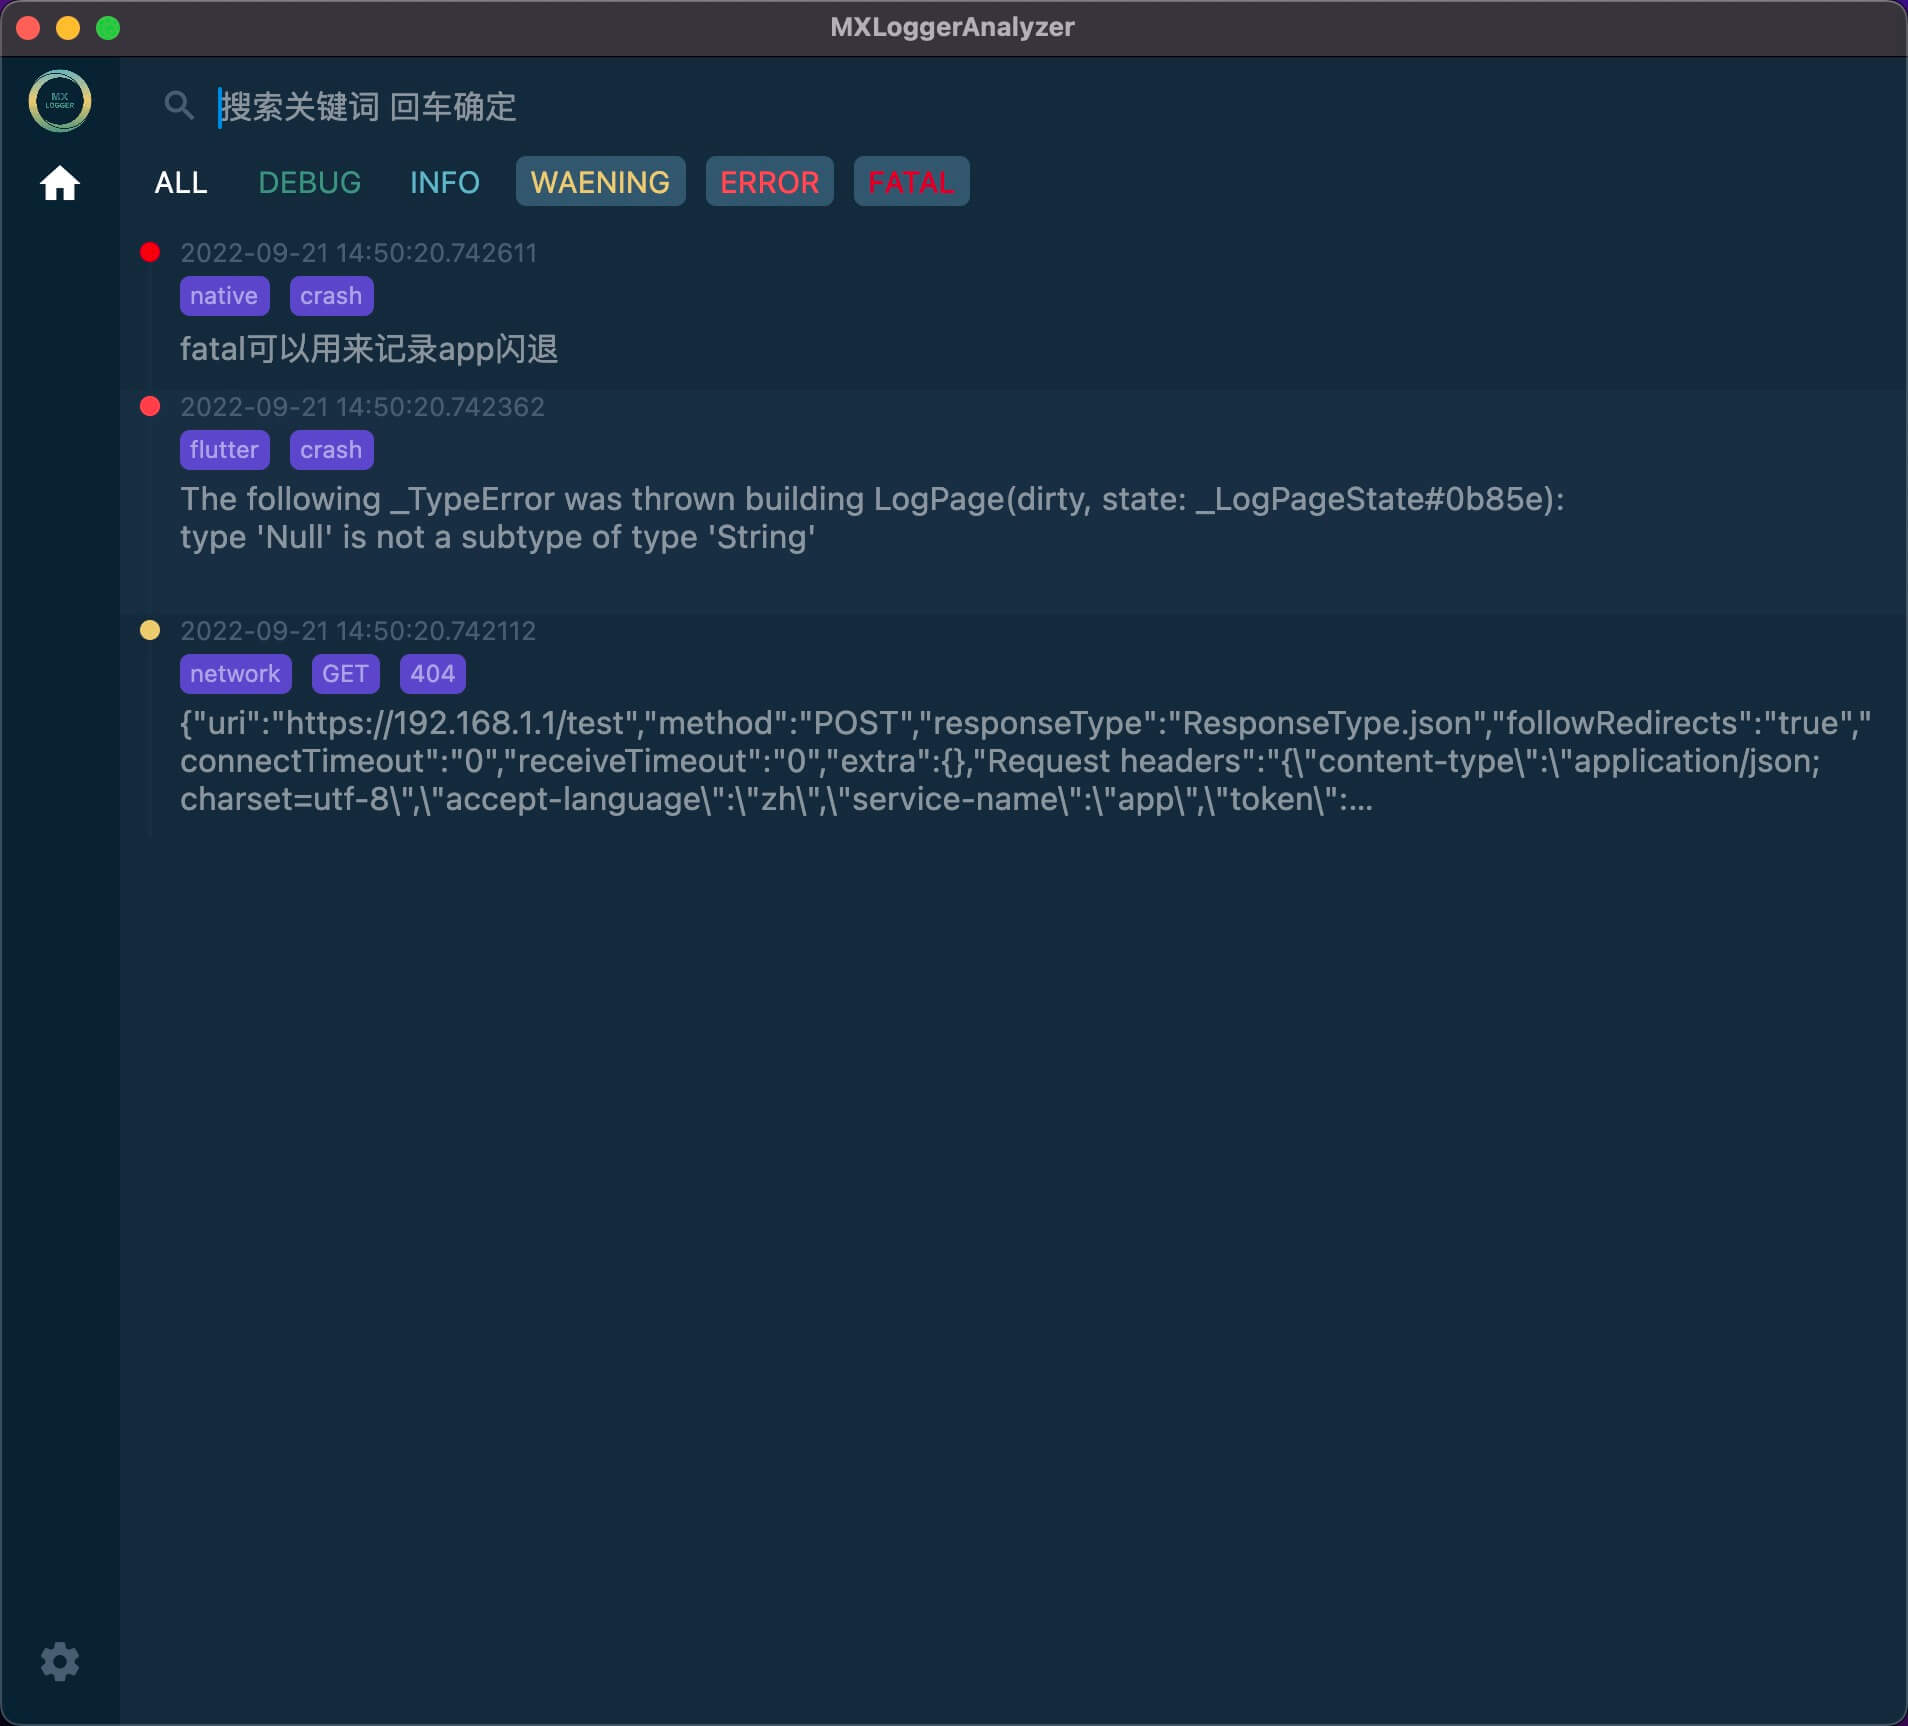 MXLoggerAnalyzer
MX
LOGGER
搜索关键词 回车确定
ALL DEBUG INFO WAENING ERROR FATAL
2022-09-21 14:50:20.742611
native crash
fatal可以用来记录app闪退
2022-09-21 14:50:20.742362
flutter crash
The following _TypeError was thrown building LogPage(dirty, state: _LogPageState#0b85e):
type 'Null' is not a subtype of type 'String'
2022-09-21 14:50:20.742112
network GET 404
{"uri":"https://192.168.1.1/test","method":"POST","responseType":"ResponseType.json","followRedirects":"true","
connectTimeout":"0","receiveTimeout":"0","extra":{},"Request headers":"{\"content-type\":\"application/json;
charset=utf-8\",\"accept-language\":\"zh\",\"service-name\":\"app\",\"token\":...